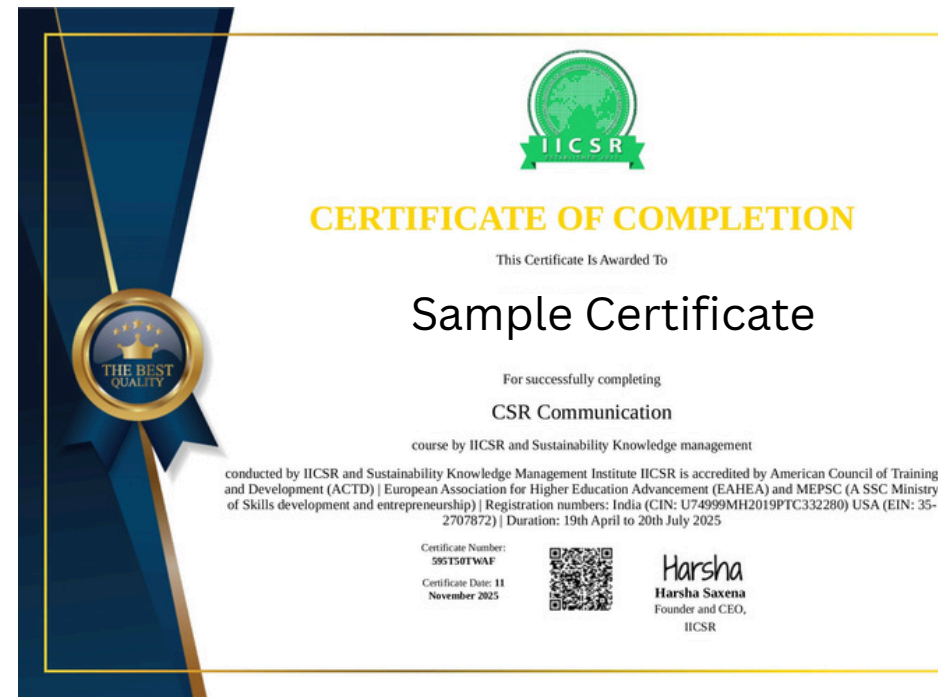 IICSR
CERTIFICATE OF COMPLETION
This Certificate Is Awarded To
Sample Certificate
THE BEST
QUALITY
For successfully completing
CSR Communication
course by IICSR and Sustainability Knowledge management
conducted by IICSR and Sustainability Knowledge Management Institute IICSR is accredited by American Council of Training
and Development (ACTD) | European Association for Higher Education Advancement (EAHEA) and MEPSC (A SSC Ministry
of Skills development and entrepreneurship) | Registration numbers: India (CIN: U74999MH2019PTC332280) USA (EIN: 35-
2707872) | Duration: 19th April to 20th July 2025
Certificate Number:
595T50TWAF
Certificate Date: 11
November 2025
Harsha
Harsha Saxena
Founder and CEO,
IICSR